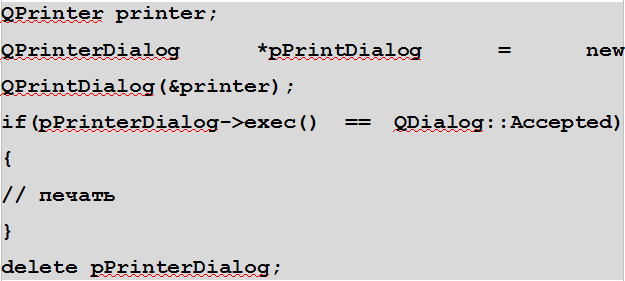 QPrinter printer;
QPrinterDialog *pPrintDialog = new
QPrintDialog(&printer);
if(pPrinterDialog->exec() == QDialog::Accepted)
{
// печать
}
delete pPrinterDialog;